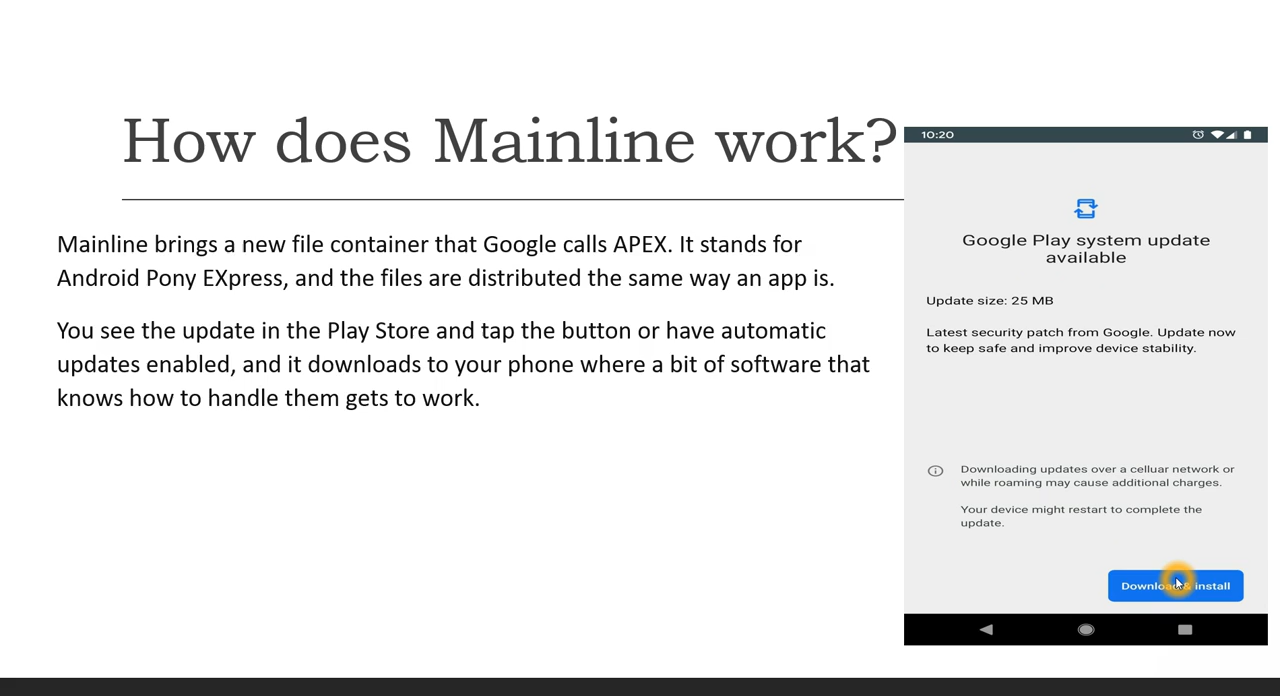 How does Mainline work?
Mainline brings a new file container that Google calls APEX. It stands for
Android Pony EXpress, and the files are distributed the same way an app is.
You see the update in the Play Store and tap the button or have automatic
updates enabled, and it downloads to your phone where a bit of software that
knows how to handle them gets to work.
10:20
Google Play system update
available
Update size: 25 MB
Latest security patch from Google. Update now
to keep safe and improve device stability.
Downloading updates over a celluar network or
while roaming may cause additional charges.
Your device might restart to complete the
update.
Download & install